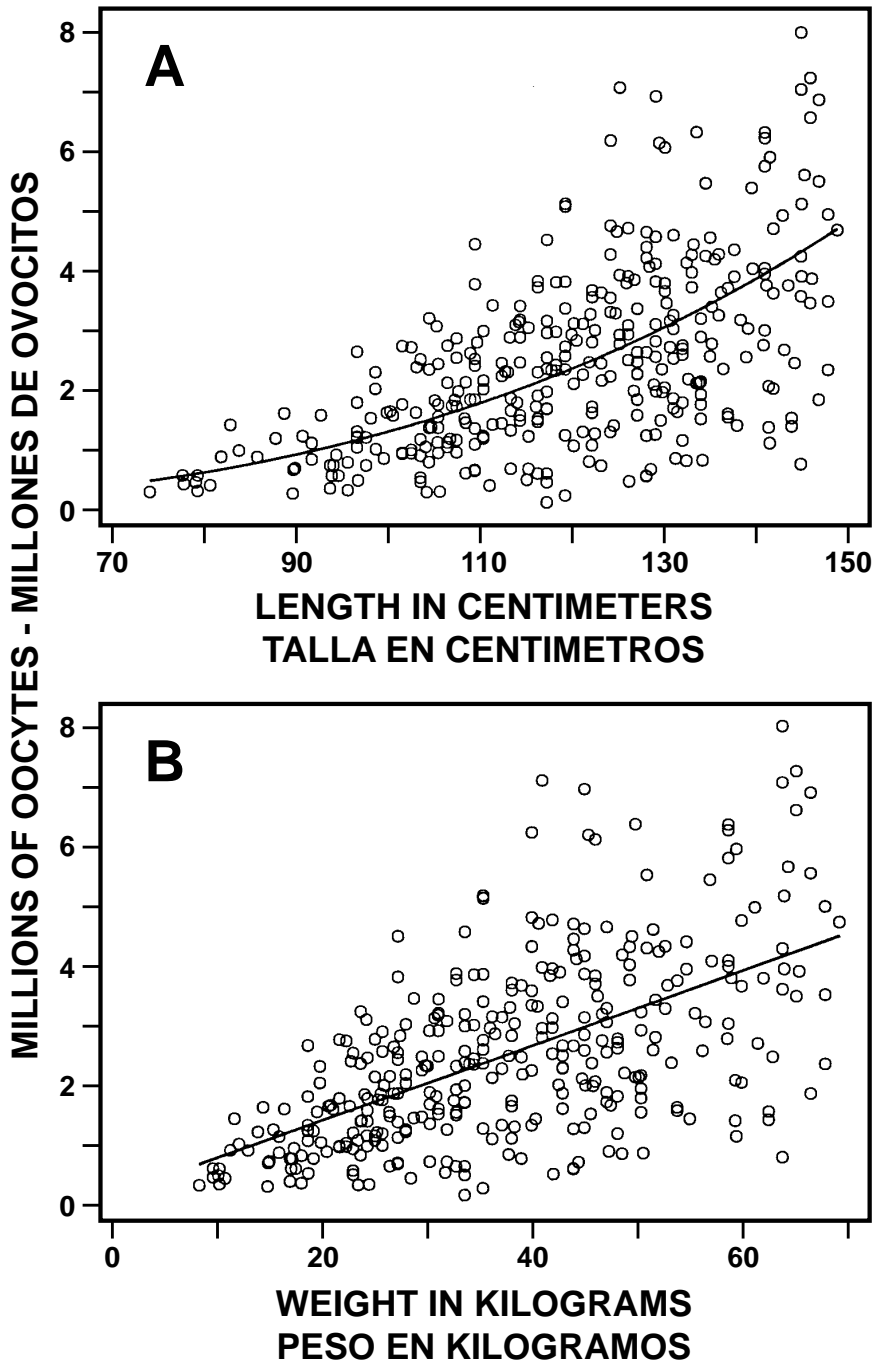 MILLIONS OF OOCYTES - MILLONES DE OVOCITOS
A
8
6
4
2
0
70 90 110 130 150
LENGTH IN CENTIMETERS
TALLA EN CENTIMETROS
B
8
6
4
2
0
0 20 40 60
WEIGHT IN KILOGRAMS
PESO EN KILOGRAMOS